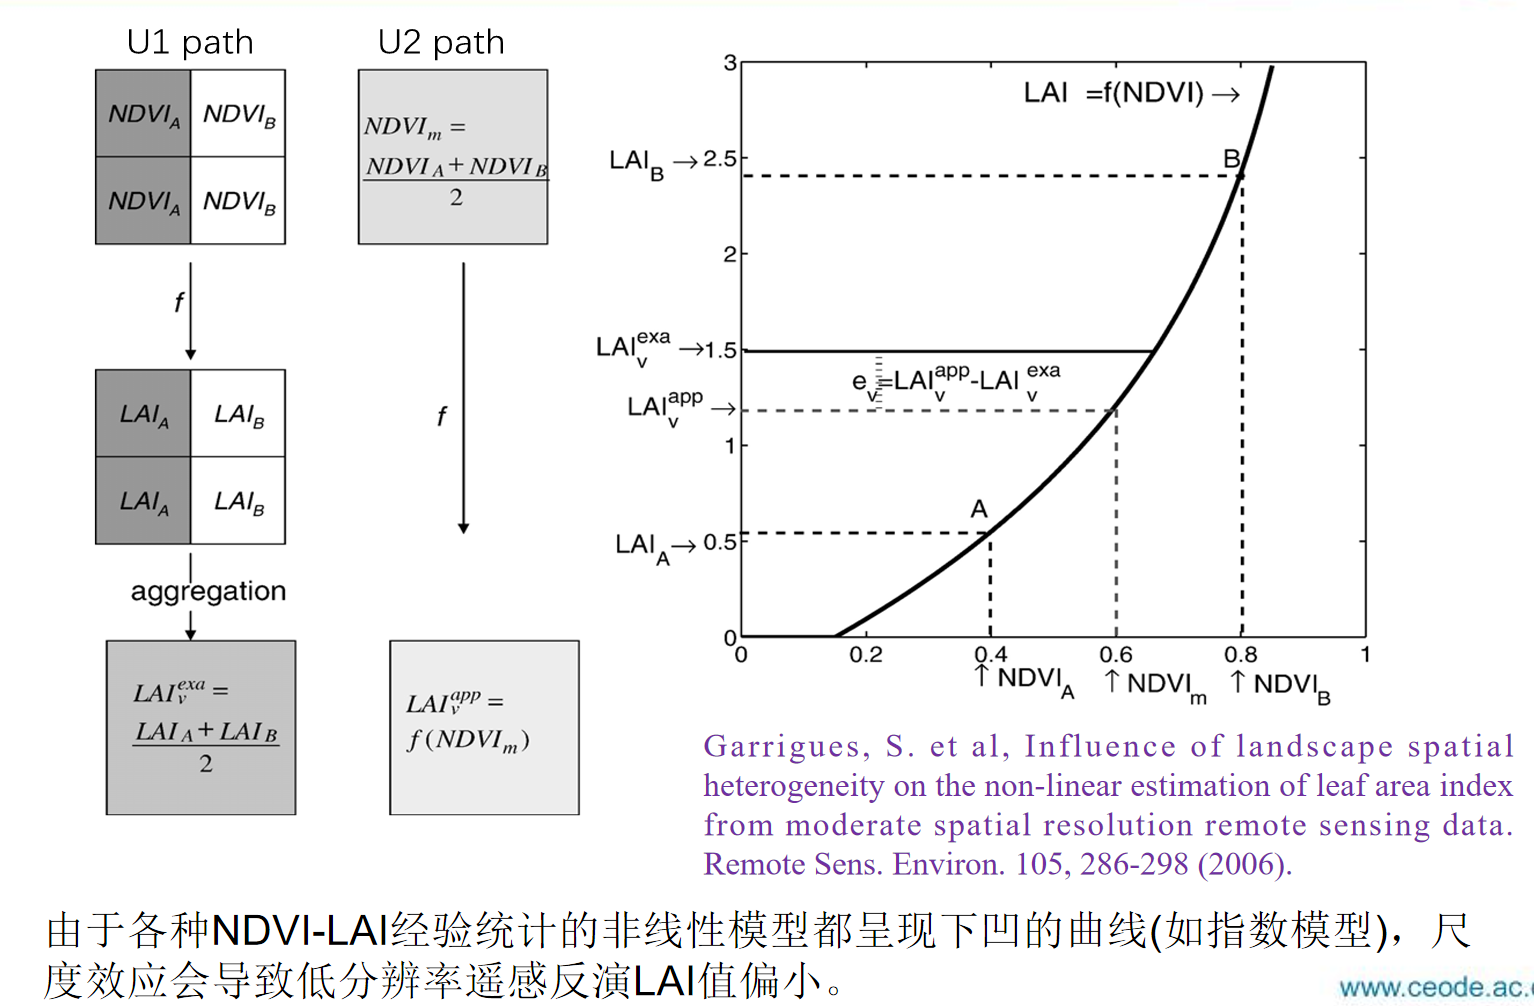 U1 path
U2 path
NDVI_A NDVI_B
NDVI_A NDVI_B
NDVI_m =
NDVI_A + NDVI_B
2
f
f
LAI_A LAI_B
LAI_A LAI_B
aggregation
LAI_v^exa =
LAI_A + LAI_B
2
LAI_v^app =
f(NDVI_m)
3
LAI =f(NDVI) →
LAI_B → 2.5
B
2
LAI_v^exa → 1.5
e_v=LAI_v^app-LAI_v^exa
LAI_v^app →
1
A
LAI_A → 0.5
0
0 0.2 0.4 0.6 0.8 1
↑ NDVI_A ↑ NDVI_m ↑ NDVI_B
Garrigues, S. et al, Influence of landscape spatial
heterogeneity on the non-linear estimation of leaf area index
from moderate spatial resolution remote sensing data.
Remote Sens. Environ. 105, 286-298 (2006).
由于各种NDVI-LAI经验统计的非线性模型都呈现下凹的曲线(如指数模型)，尺
度效应会导致低分辨率遥感反演LAI值偏小。
www.ceode.ac.